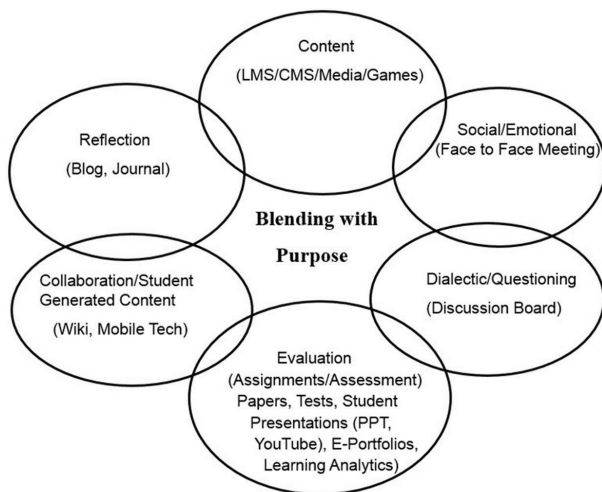 Content
(LMS/CMS/Media/Games)
Social/Emotional
(Face to Face Meeting)
Reflection
(Blog, Journal)
Blending with
Purpose
Dialectic/Questioning
(Discussion Board)
Collaboration/Student
Generated Content
(Wiki, Mobile Tech)
Evaluation
(Assignments/Assessment)
Papers, Tests, Student
Presentations (PPT,
YouTube), E-Portfolios,
Learning Analytics)